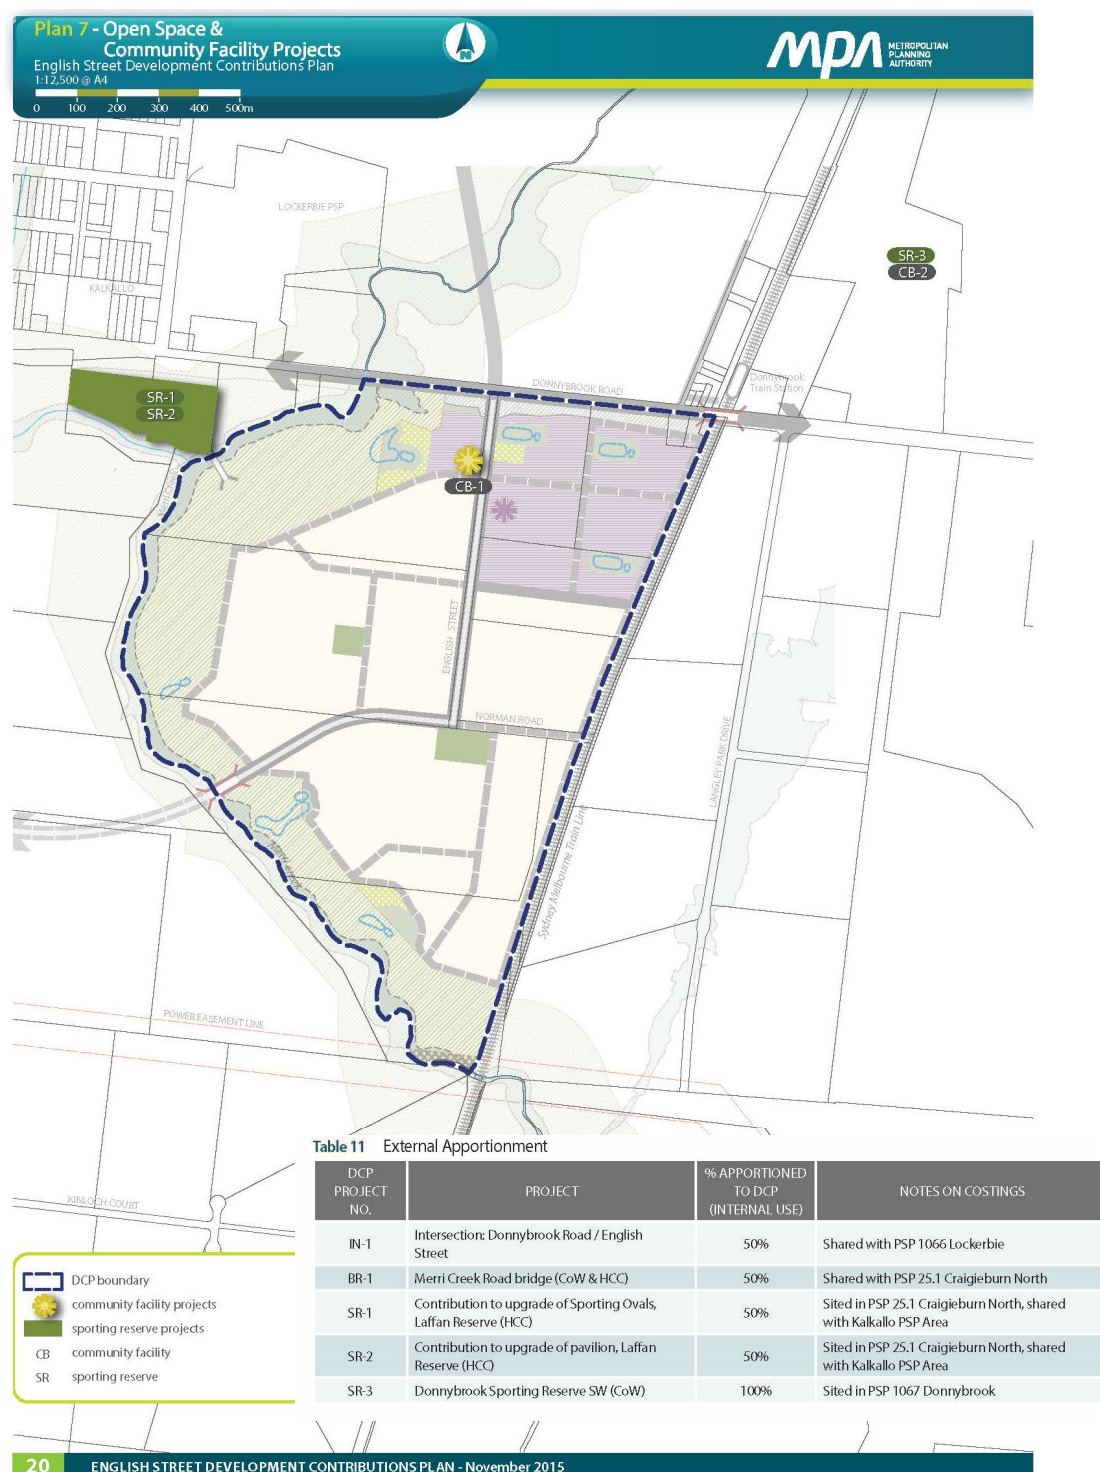 Plan 7 - Open Space &
Community Facility Projects
English Street Development Contributions Plan
1:12,500 @ A4
0 100 200 300 400 500m
N
MPA
METROPOLITAN
PLANNING
AUTHORITY
LOCKERBIE PSP
KALKALLO
SR-3
CB-2
DONNYBROOK ROAD
Donnybrook
Train Station
SR-1
SR-2
CB-1
Merri Creek
ENGLISH STREET
NORMAN ROAD
LANGLEY PARK DRIVE
Sydney Melbourne Train Line
Merri Creek
POWER EASEMENT LINE
KINLOCH COURT
Table 11 External Apportionment
DCP
PROJECT
NO.
PROJECT
% APPORTIONED
TO DCP
(INTERNAL USE)
NOTES ON COSTINGS
IN-1
Intersection: Donnybrook Road / English
Street
50%
Shared with PSP 1066 Lockerbie
BR-1
Merri Creek Road bridge (CoW & HCC)
50%
Shared with PSP 25.1 Craigieburn North
SR-1
Contribution to upgrade of Sporting Ovals,
Laffan Reserve (HCC)
50%
Sited in PSP 25.1 Craigieburn North, shared
with Kalkallo PSP Area
SR-2
Contribution to upgrade of pavilion, Laffan
Reserve (HCC)
50%
Sited in PSP 25.1 Craigieburn North, shared
with Kalkallo PSP Area
SR-3
Donnybrook Sporting Reserve SW (CoW)
100%
Sited in PSP 1067 Donnybrook
DCP boundary
community facility projects
sporting reserve projects
CB community facility
SR sporting reserve
20 ENGLISH STREET DEVELOPMENT CONTRIBUTIONS PLAN - November 2015